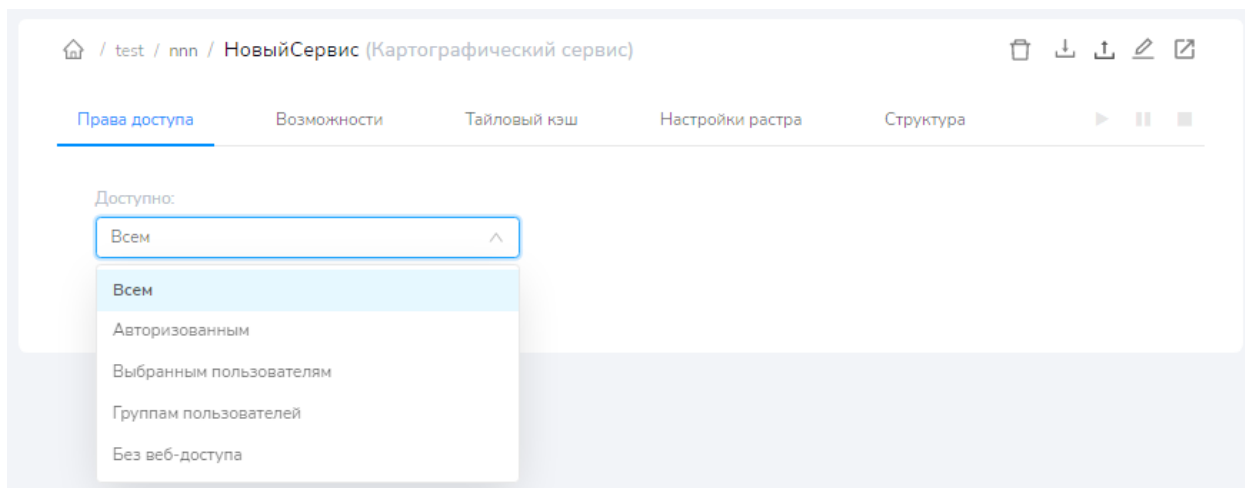 / test / nnn / НовыйСервис (Картографический сервис)
Права доступа Возможности Тайловый кэш Настройки растра Структура
Доступно:
Всем
Всем
Авторизованным
Выбранным пользователям
Группам пользователей
Без веб-доступа